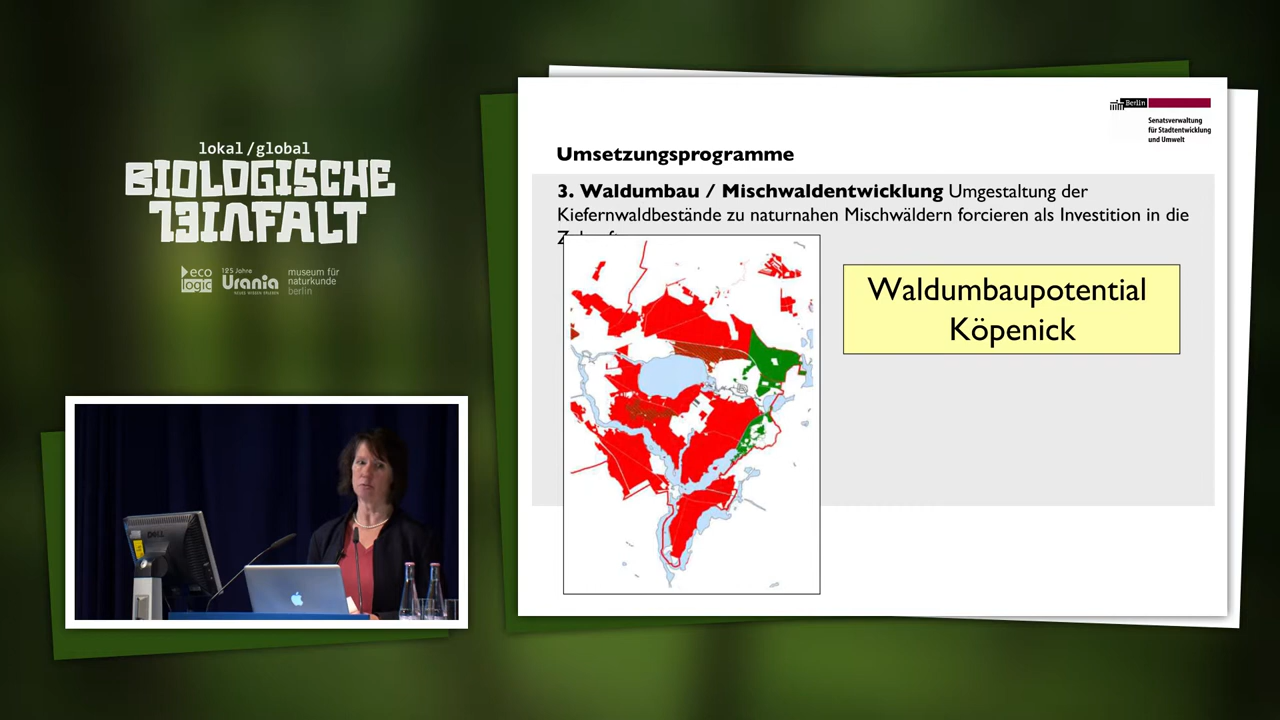 lokal/global
BIOLOGISCHE
VIELFALT
eco
logic
125 Jahre
Urania
museum für
naturkunde
berlin
Berlin
Senatsverwaltung
für Stadtentwicklung
und Umwelt
Umsetzungsprogramme
3. Waldumbau / Mischwaldentwicklung Umgestaltung der
Kiefernwaldbestände zu naturnahen Mischwäldern forcieren als Investition in die
Waldumbaupotential
Köpenick
DELL